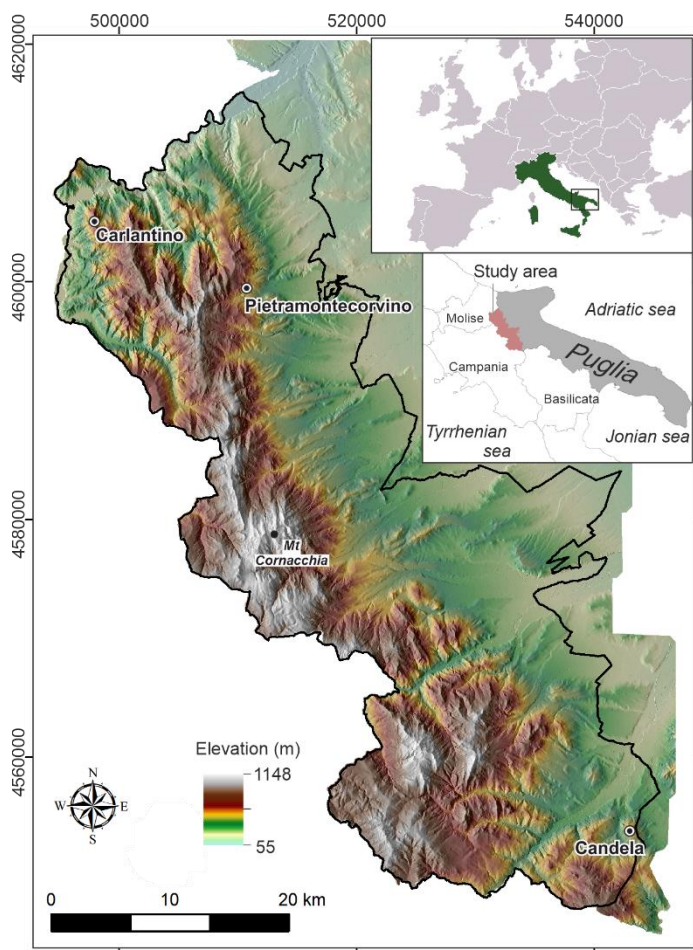 500000
520000
540000
4620000
4600000
4580000
4560000
Carlantino
Pietramontecorvino
Mt
Cornacchia
Candela
Study area
Molise
Adriatic sea
Puglia
Campania
Basilicata
Tyrrhenian
sea
Jonian sea
Elevation (m)
1148
55
N
W
E
S
0
10
20 km